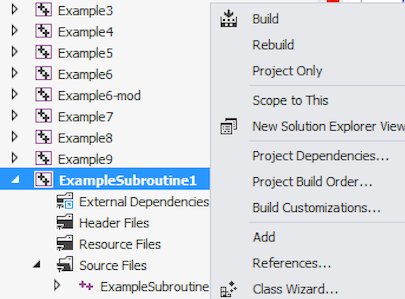 Example3
Example4
Example5
Example6
Example6-mod
Example7
Example8
Example9
ExampleSubroutine1
External Dependencies
Header Files
Resource Files
Source Files
ExampleSubroutine
Build
Rebuild
Project Only
Scope to This
New Solution Explorer View
Project Dependencies...
Project Build Order...
Build Customizations...
Add
References...
Class Wizard...